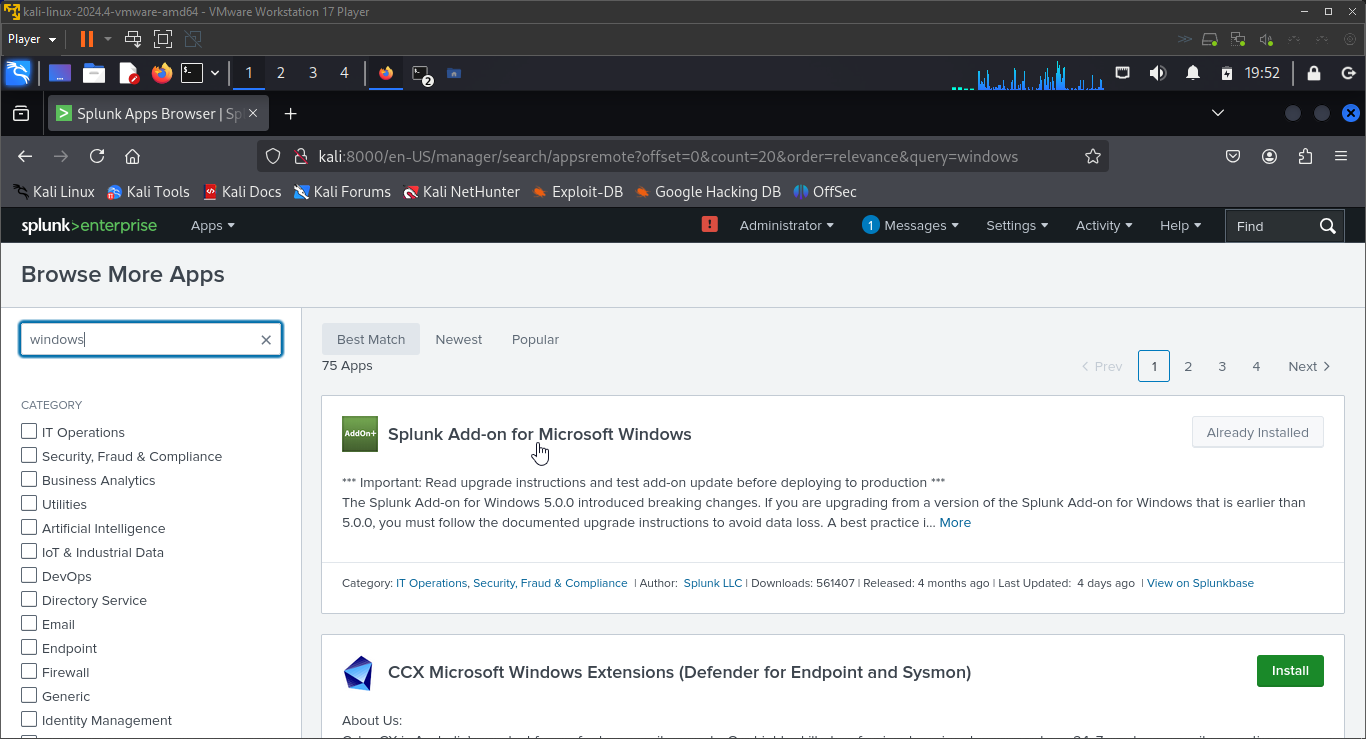 kali-linux-2024.4-vmware-amd64 - VMware Workstation 17 Player
Player
1 2 3 4 2 19:52
Splunk Apps Browser | Spl
kali:8000/en-US/manager/search/appsremote?offset=0&count=20&order=relevance&query=windows
Kali Linux Kali Tools Kali Docs Kali Forums Kali NetHunter Exploit-DB Google Hacking DB OffSec
splunk>enterprise Apps ! Administrator 1 Messages Settings Activity Help Find
Browse More Apps
windows
CATEGORY
IT Operations
Security, Fraud & Compliance
Business Analytics
Utilities
Artificial Intelligence
IoT & Industrial Data
DevOps
Directory Service
Email
Endpoint
Firewall
Generic
Identity Management
Best Match Newest Popular
75 Apps
Prev 1 2 3 4 Next
AddOn+
Splunk Add-on for Microsoft Windows
Already Installed
*** Important: Read upgrade instructions and test add-on update before deploying to production ***
The Splunk Add-on for Windows 5.0.0 introduced breaking changes. If you are upgrading from a version of the Splunk Add-on for Windows that is earlier than
5.0.0, you must follow the documented upgrade instructions to avoid data loss. A best practice i... More
Category: IT Operations, Security, Fraud & Compliance | Author: Splunk LLC | Downloads: 561407 | Released: 4 months ago | Last Updated: 4 days ago | View on Splunkbase
CCX Microsoft Windows Extensions (Defender for Endpoint and Sysmon)
Install
About Us: